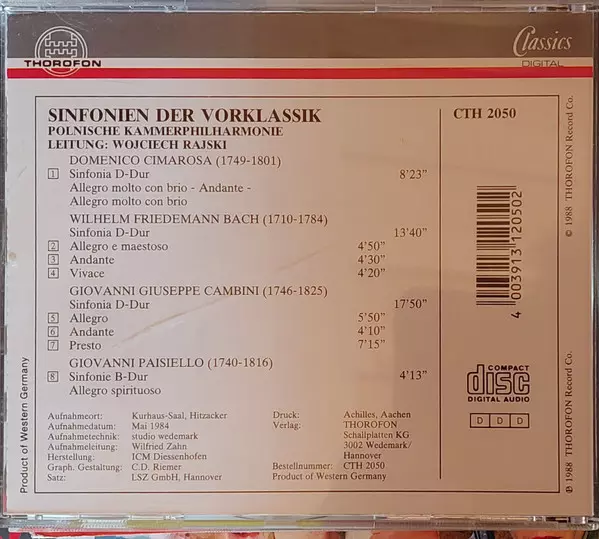 THOROFON
Classics
DIGITAL
SINFONIEN DER VORKLASSIK
POLNISCHE KAMMERPHILHARMONIE
LEITUNG: WOJCIECH RAJSKI
CTH 2050
DOMENICO CIMAROSA (1749-1801)
1 Sinfonia D-Dur 8'23"
Allegro molto con brio - Andante -
Allegro molto con brio
WILHELM FRIEDEMANN BACH (1710-1784)
Sinfonia D-Dur 13'40"
2 Allegro e maestoso 4'50"
3 Andante 4'30"
4 Vivace 4'20"
GIOVANNI GIUSEPPE CAMBINI (1746-1825)
Sinfonia D-Dur 17'50"
5 Allegro 5'50"
6 Andante 4'10"
7 Presto 7'15"
GIOVANNI PAISIELLO (1740-1816)
8 Sinfonie B-Dur 4'13"
Allegro spirituoso
Aufnahmeort: Kurhaus-Saal, Hitzacker
Aufnahmedatum: Mai 1984
Aufnahmetechnik: studio wedemark
Aufnahmeleitung: Wilfried Zahn
Herstellung: ICM Diessenhofen
Graph. Gestaltung: C.D. Riemer
Satz: LSZ GmbH, Hannover
Druck: Achilles, Aachen
Verlag: THOROFON
Schallplatten KG
3002 Wedemark/
Hannover
Bestellnummer: CTH 2050
Product of Western Germany
4 003913 120502
COMPACT
disc
DIGITAL AUDIO
D D D
© 1988 THOROFON Record Co.
℗ 1988 THOROFON Record Co.
Product of Western Germany